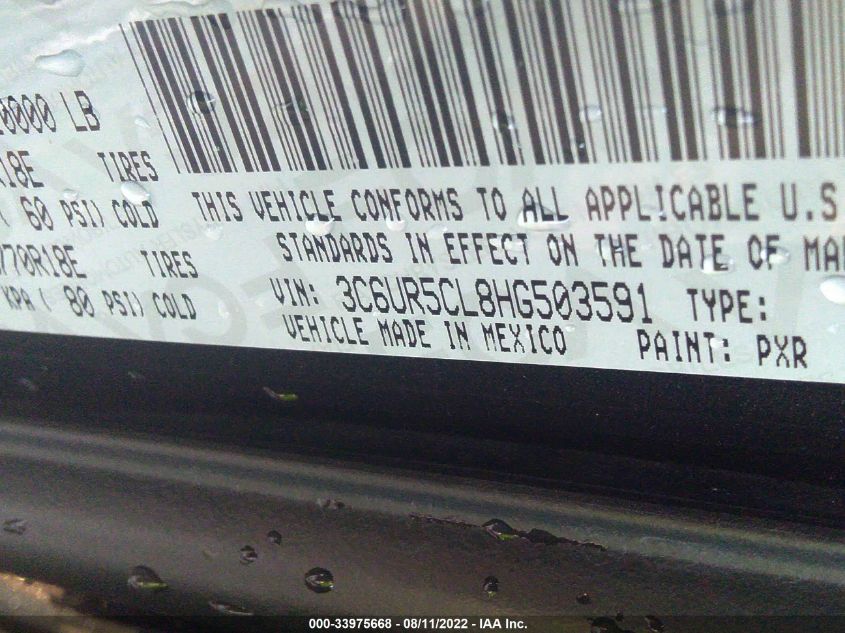 0000 LB
18E TIRES
( 60 PSI) COLD
70R18E TIRES
KPA ( 80 PSI) COLD
THIS VEHICLE CONFORMS TO ALL APPLICABLE U.S
STANDARDS IN EFFECT ON THE DATE OF MA
VIN: 3C6UR5CL8HG503591 TYPE:
VEHICLE MADE IN MEXICO PAINT: PXR
000-33975668 - 08/11/2022 - IAA Inc.